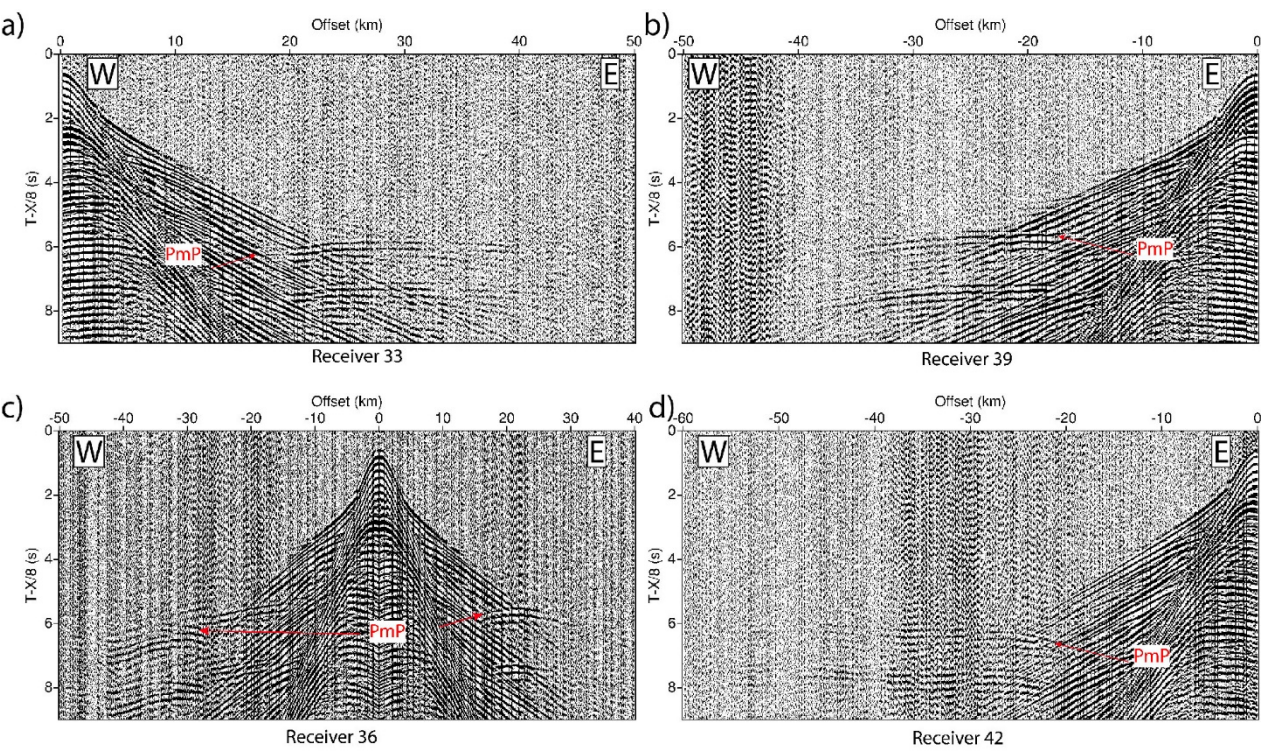 a)
Offset (km)
0 10 20 30 40 50
W E
T-X/8 (s)
0
2
4
6
8
PmP
Receiver 33
b)
Offset (km)
-50 -40 -30 -20 -10 0
W E
T-X/8 (s)
0
2
4
6
8
PmP
Receiver 39
c)
Offset (km)
-50 -40 -30 -20 -10 0 10 20 30 40
W E
T-X/8 (s)
0
2
4
6
8
PmP
Receiver 36
d)
Offset (km)
-60 -50 -40 -30 -20 -10 0
W E
T-X/8 (s)
0
2
4
6
8
PmP
Receiver 42